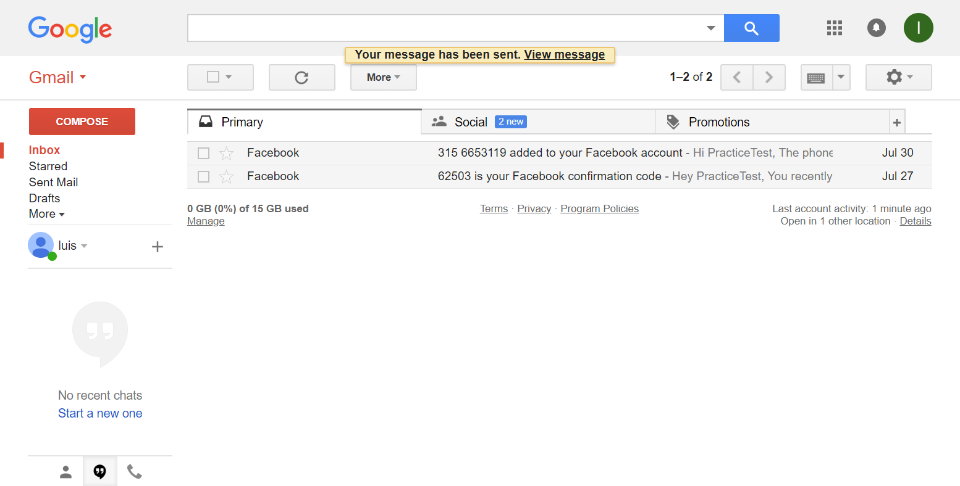 Google
I
Your message has been sent. View message
Gmail
More
1–2 of 2
COMPOSE
Primary
Social 2 new
Promotions
+
Inbox
Starred
Sent Mail
Drafts
More
Facebook 315 6653119 added to your Facebook account - Hi PracticeTest, The phone Jul 30
Facebook 62503 is your Facebook confirmation code - Hey PracticeTest, You recently Jul 27
0 GB (0%) of 15 GB used
Manage
Terms · Privacy · Program Policies
Last account activity: 1 minute ago
Open in 1 other location · Details
luis
+
No recent chats
Start a new one